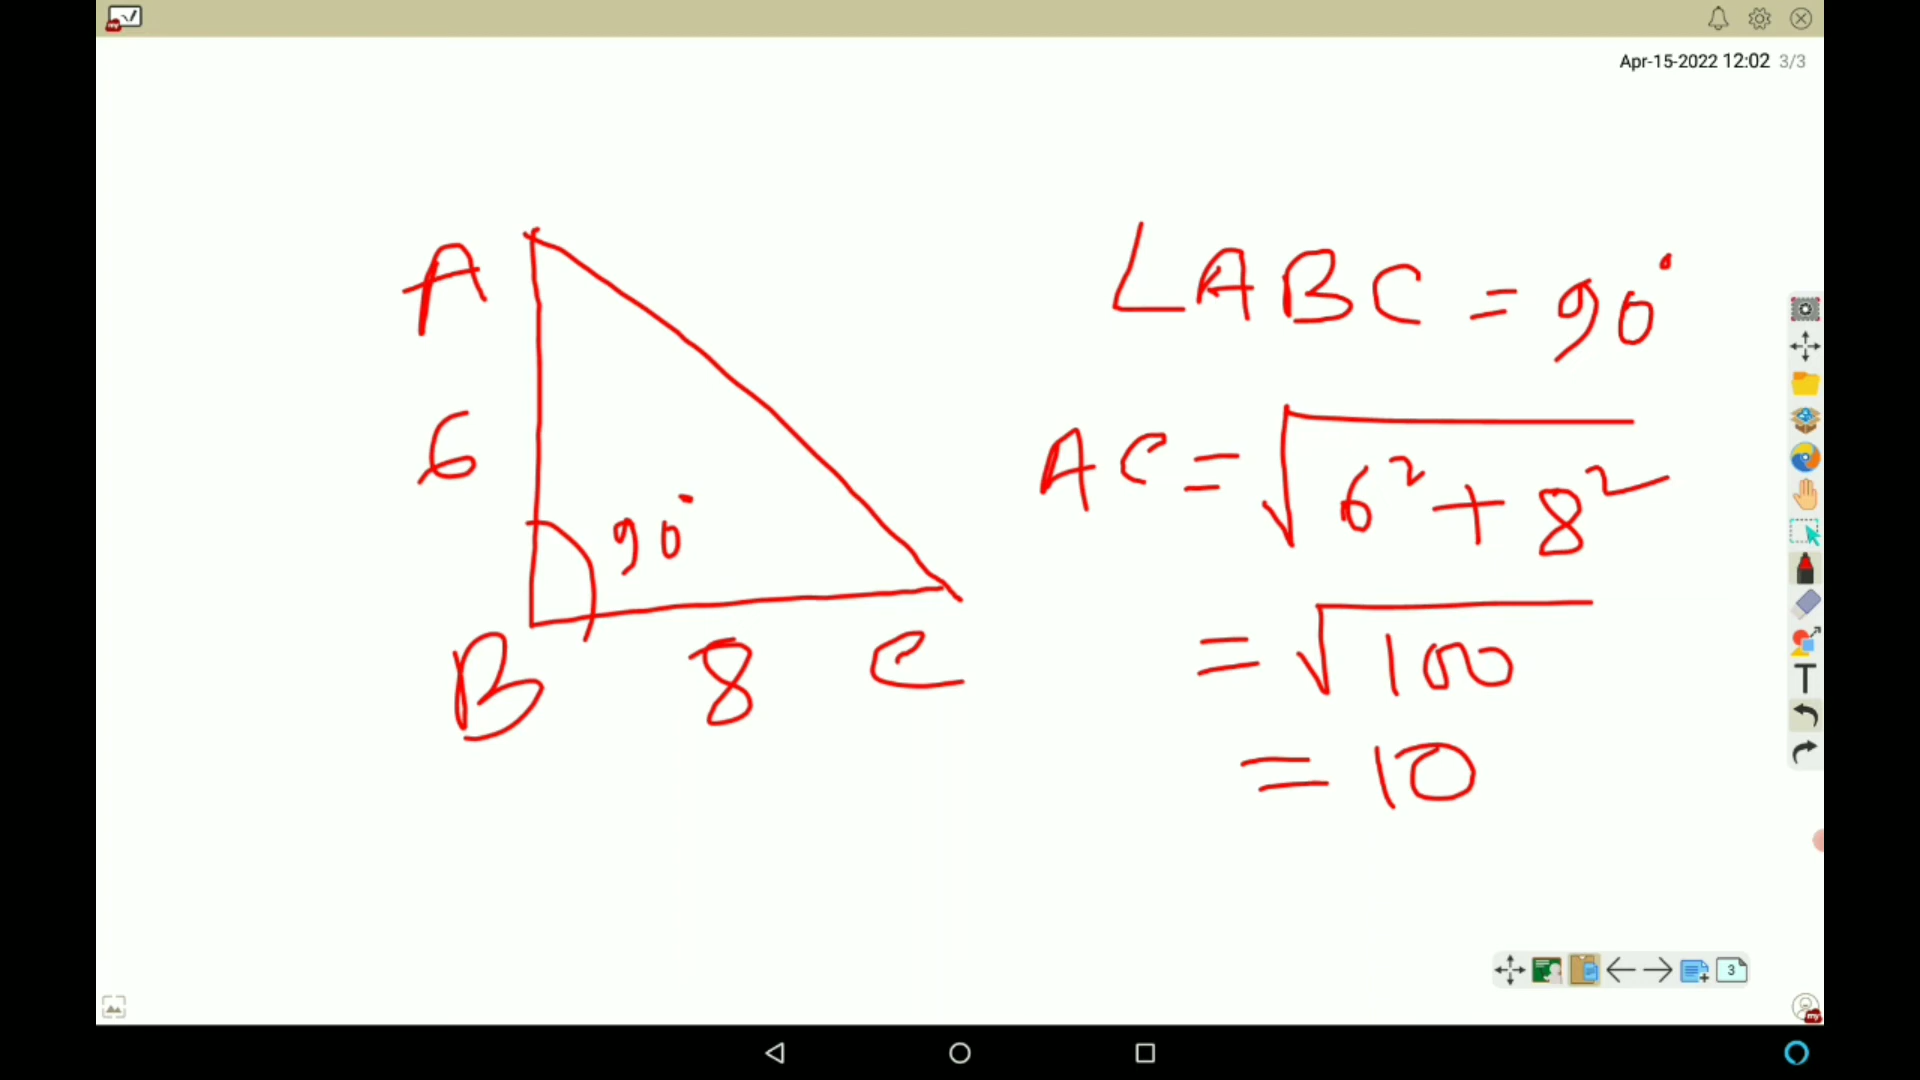 Apr-15-2022 12:02 3/3
A
6
90°
B 8 C
∠ABC = 90°
AC = √6² + 8²
= √100
= 10
T
3